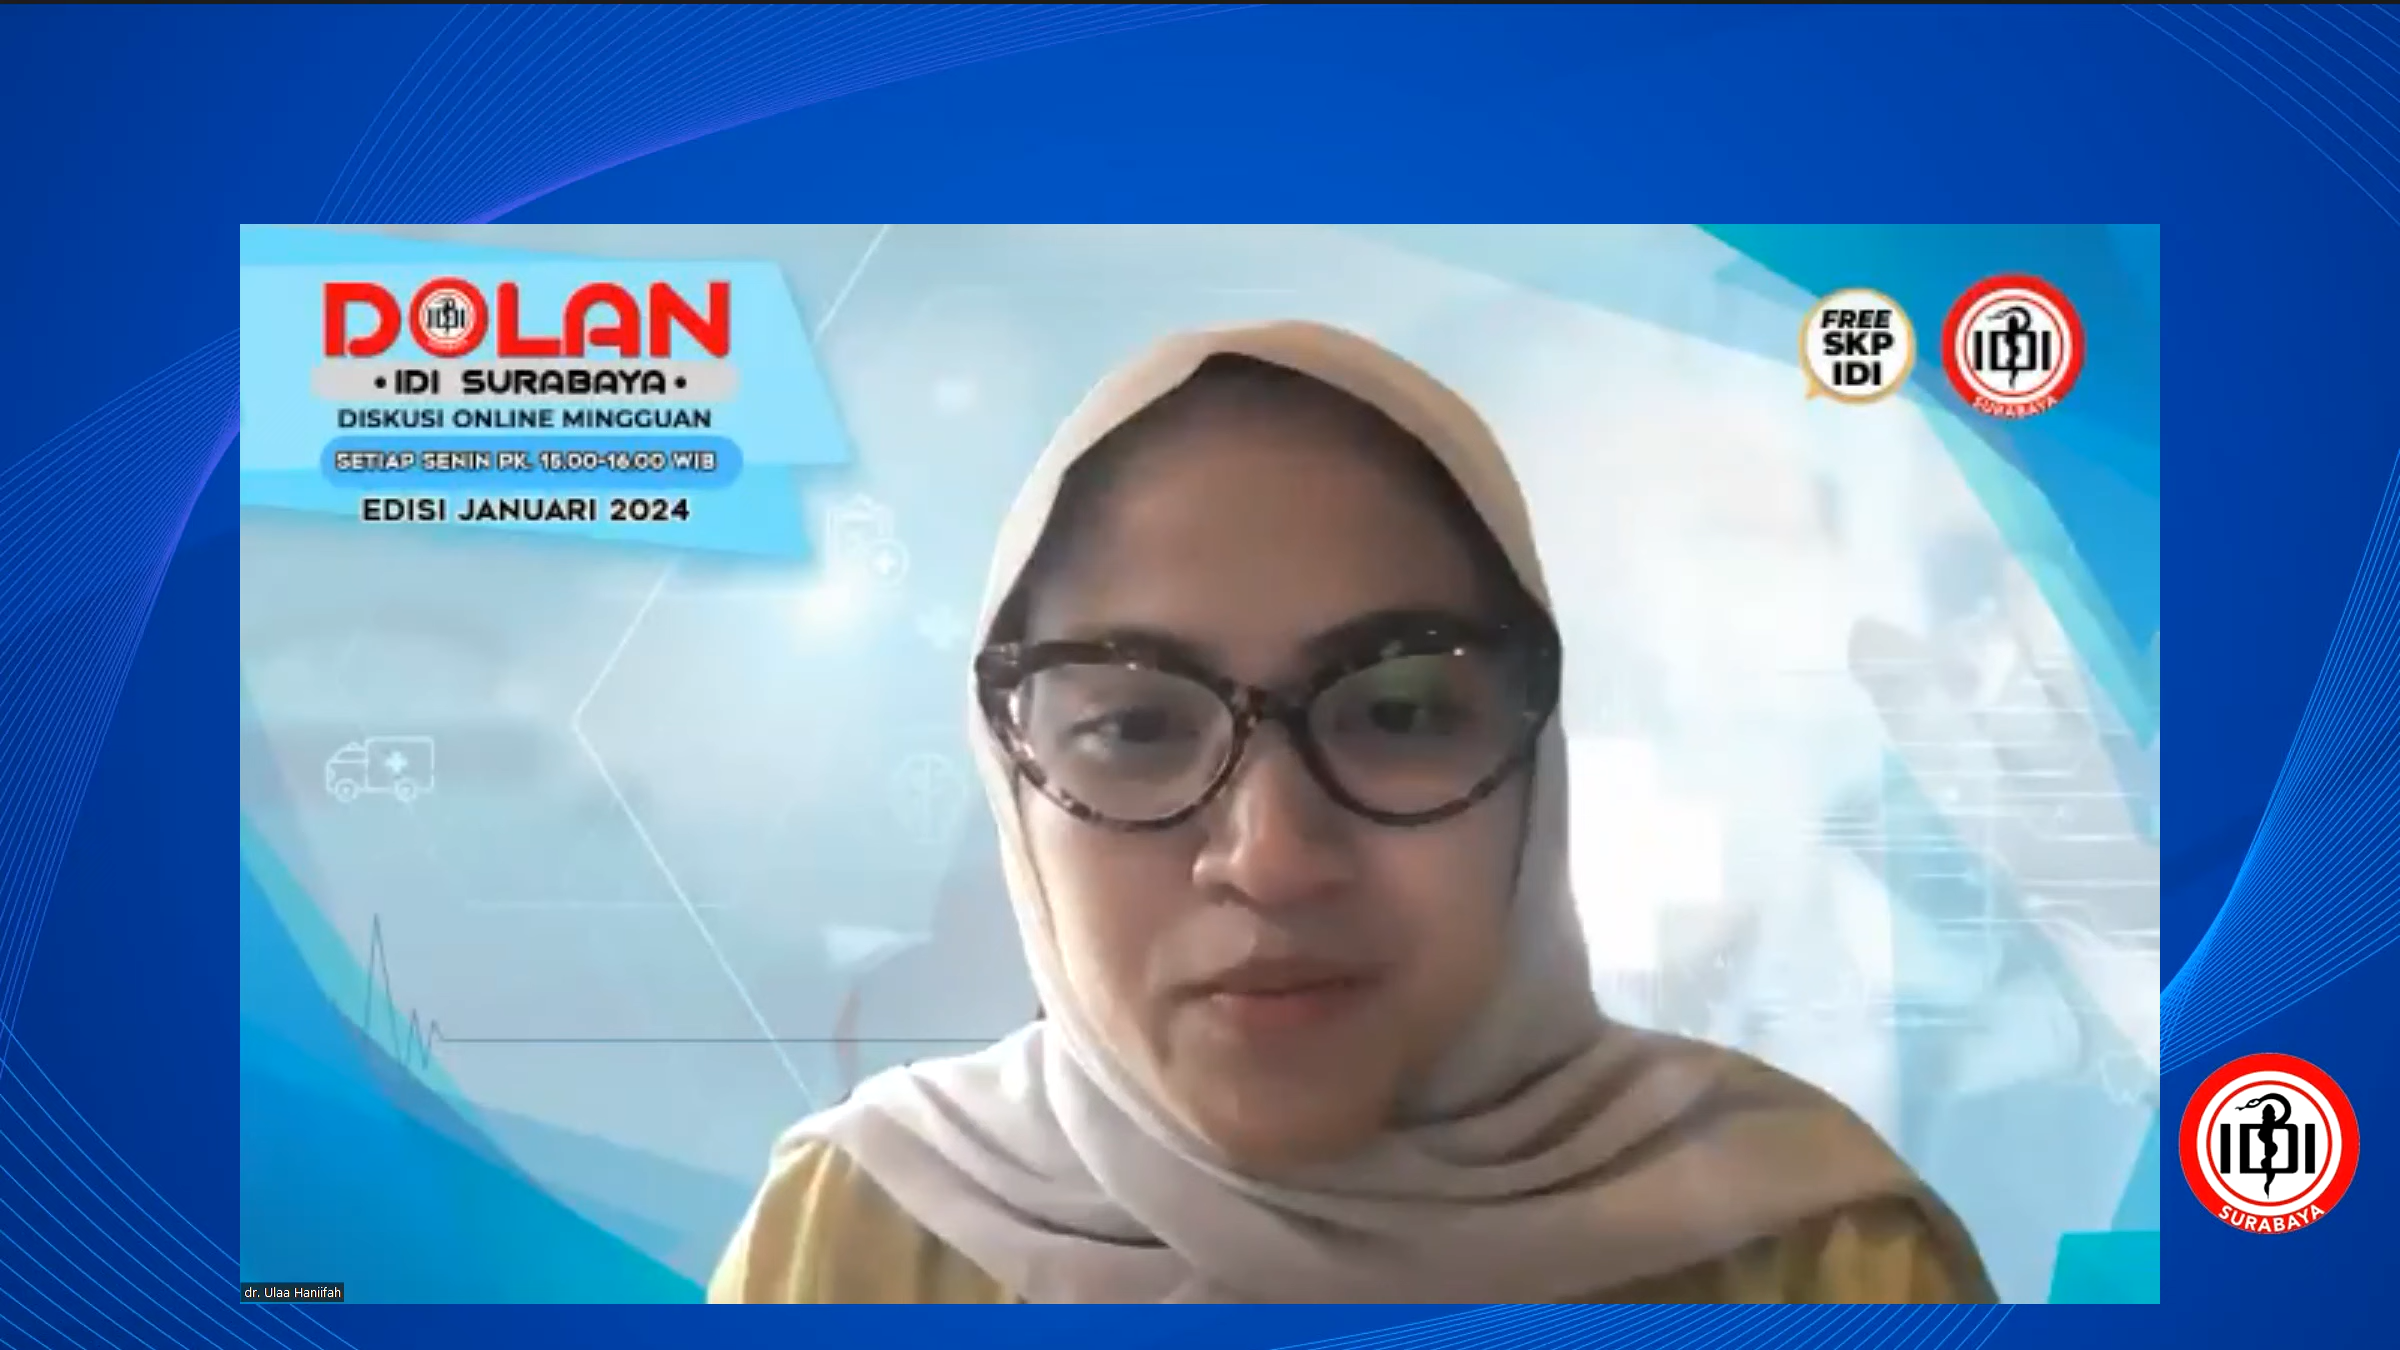 DOLAN
• IDI SURABAYA •
DISKUSI ONLINE MINGGUAN
SETIAP SENIN PK. 15.00-16.00 WIB
EDISI JANUARI 2024
FREE
SKP
IDI
IDI
SURABAYA
IDI
SURABAYA
dr. Ulaa Haniifah